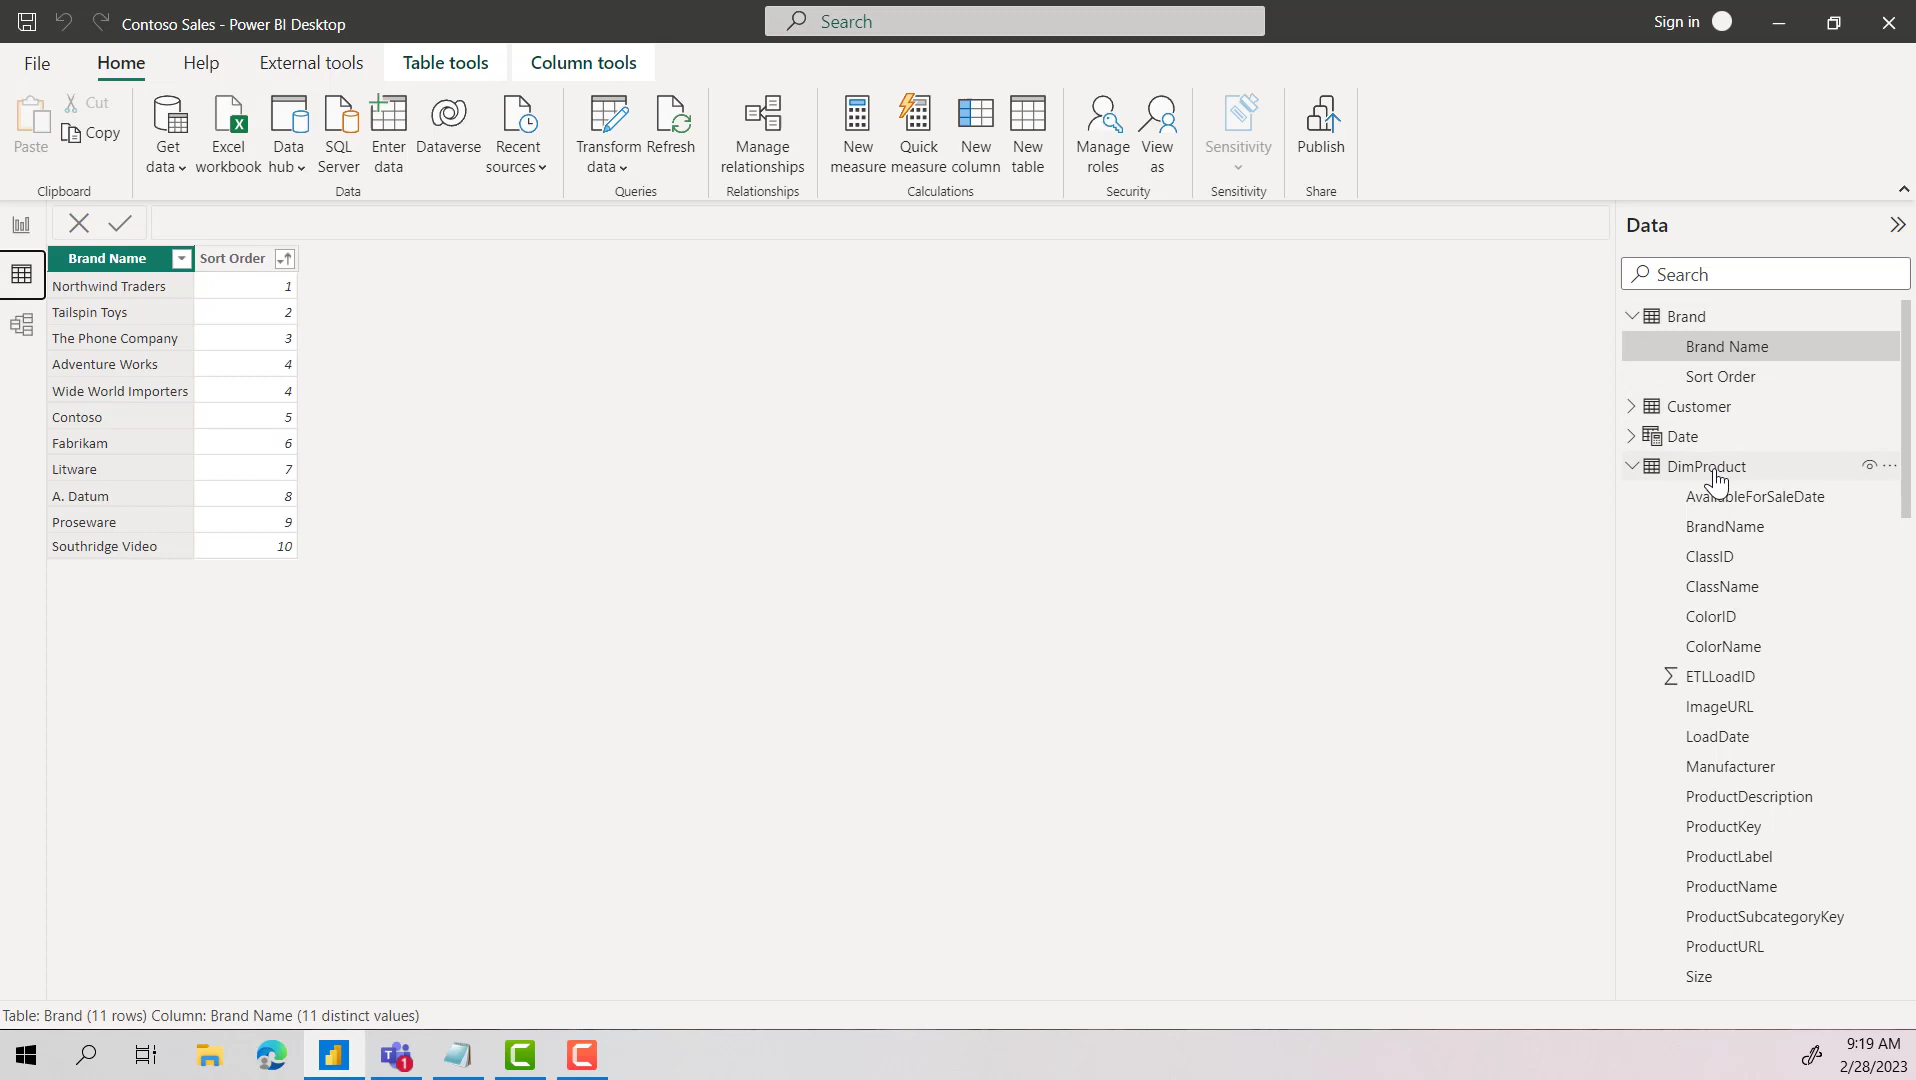 Contoso Sales - Power BI Desktop
Search
Sign in
File
Home
Help
External tools
Table tools
Column tools
Paste
Cut
Copy
Clipboard
Get data
Excel workbook
Data hub
SQL Server
Enter data
Dataverse
Recent sources
Data
Transform data
Refresh
Queries
Manage relationships
Relationships
New measure
Quick measure
New column
New table
Calculations
Manage roles
View as
Security
Sensitivity
Sensitivity
Publish
Share
Brand Name Sort Order
Northwind Traders 1
Tailspin Toys 2
The Phone Company 3
Adventure Works 4
Wide World Importers 4
Contoso 5
Fabrikam 6
Litware 7
A. Datum 8
Proseware 9
Southridge Video 10
Data
Search
Brand
Brand Name
Sort Order
Customer
Date
DimProduct
AvailableForSaleDate
BrandName
ClassID
ClassName
ColorID
ColorName
ETLLoadID
ImageURL
LoadDate
Manufacturer
ProductDescription
ProductKey
ProductLabel
ProductName
ProductSubcategoryKey
ProductURL
Size
Table: Brand (11 rows) Column: Brand Name (11 distinct values)
1
9:19 AM
2/28/2023